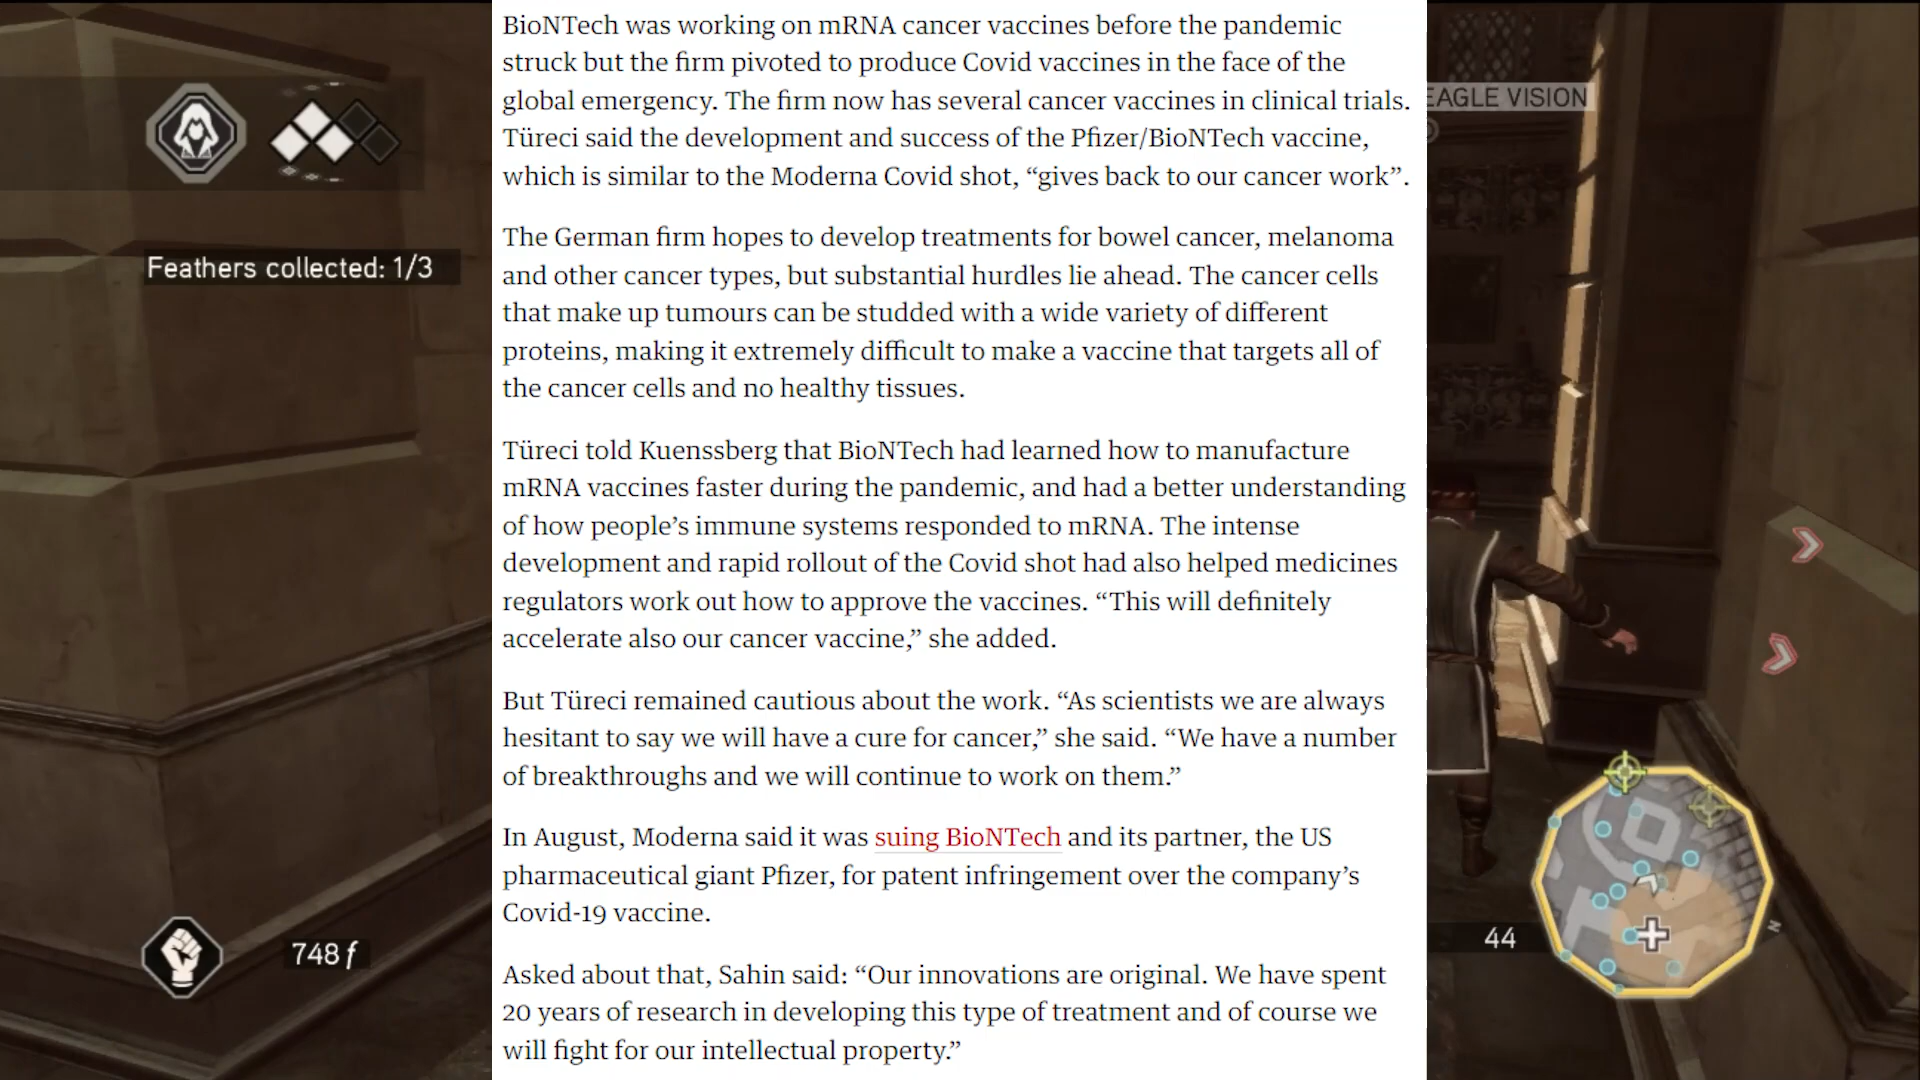 BioNTech was working on mRNA cancer vaccines before the pandemic
struck but the firm pivoted to produce Covid vaccines in the face of the
global emergency. The firm now has several cancer vaccines in clinical trials.
Türeci said the development and success of the Pfizer/BioNTech vaccine,
which is similar to the Moderna Covid shot, “gives back to our cancer work”.
The German firm hopes to develop treatments for bowel cancer, melanoma
and other cancer types, but substantial hurdles lie ahead. The cancer cells
that make up tumours can be studded with a wide variety of different
proteins, making it extremely difficult to make a vaccine that targets all of
the cancer cells and no healthy tissues.
Türeci told Kuenssberg that BioNTech had learned how to manufacture
mRNA vaccines faster during the pandemic, and had a better understanding
of how people’s immune systems responded to mRNA. The intense
development and rapid rollout of the Covid shot had also helped medicines
regulators work out how to approve the vaccines. “This will definitely
accelerate also our cancer vaccine,” she added.
But Türeci remained cautious about the work. “As scientists we are always
hesitant to say we will have a cure for cancer,” she said. “We have a number
of breakthroughs and we will continue to work on them.”
In August, Moderna said it was suing BioNTech and its partner, the US
pharmaceutical giant Pfizer, for patent infringement over the company’s
Covid-19 vaccine.
Asked about that, Sahin said: “Our innovations are original. We have spent
20 years of research in developing this type of treatment and of course we
will fight for our intellectual property.”
Feathers collected: 1/3
748 ƒ
EAGLE VISION
44
N